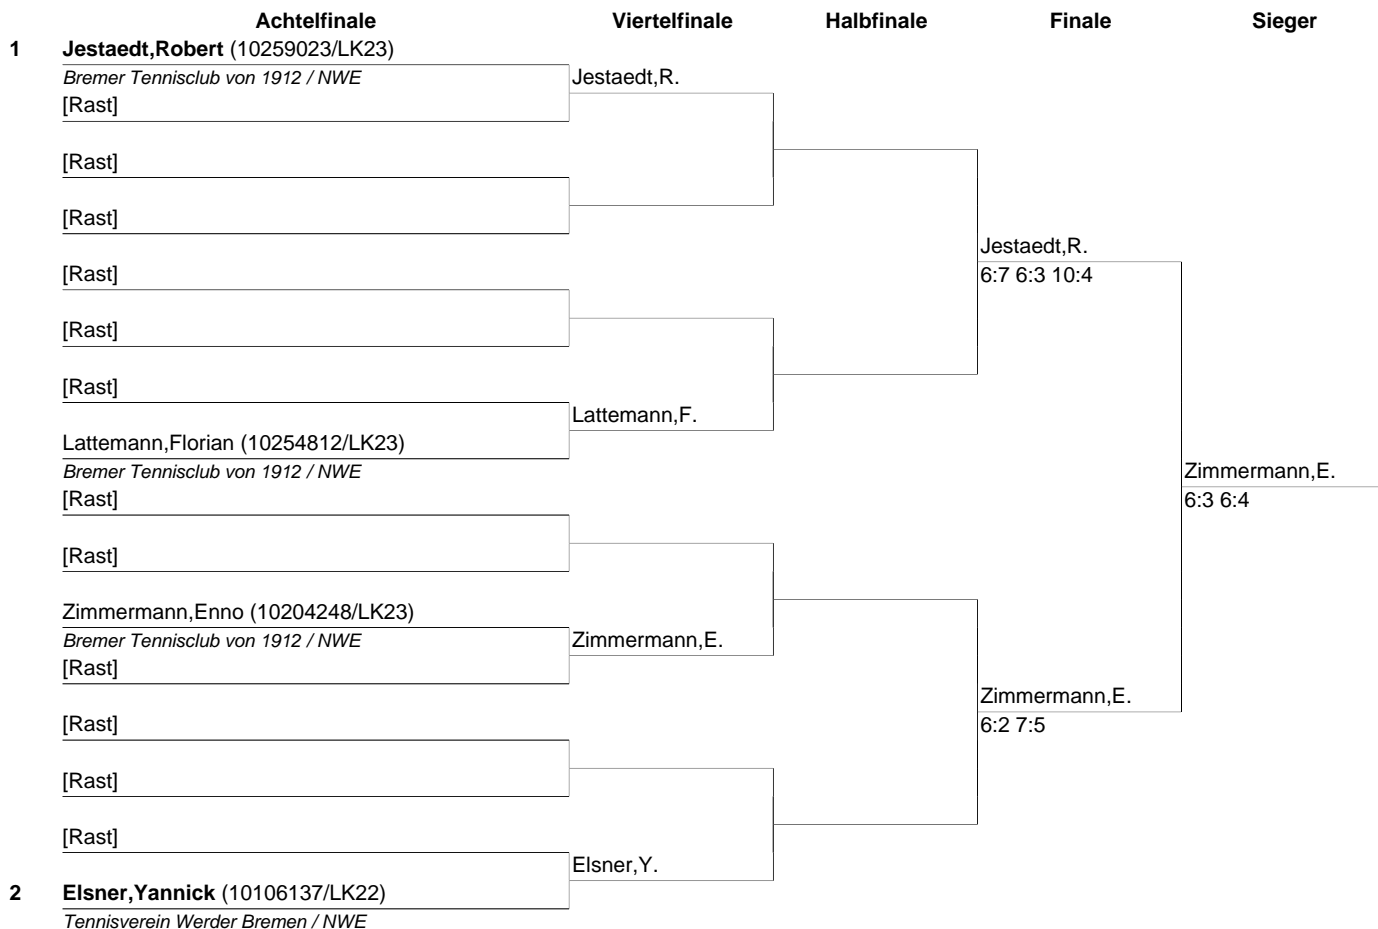 Achtelfinale Viertelfinale Halbfinale Finale Sieger
1 Jestaedt,Robert (10259023/LK23)
Bremer Tennisclub von 1912 / NWE Jestaedt,R.
[Rast]
[Rast]
[Rast]
Jestaedt,R.
[Rast] 6:7 6:3 10:4
[Rast]
[Rast]
Lattemann,F.
Lattemann,Florian (10254812/LK23)
Bremer Tennisclub von 1912 / NWE Zimmermann,E.
[Rast] 6:3 6:4
[Rast]
Zimmermann,Enno (10204248/LK23)
Bremer Tennisclub von 1912 / NWE Zimmermann,E.
[Rast]
Zimmermann,E.
[Rast] 6:2 7:5
[Rast]
[Rast]
Elsner,Y.
2 Elsner,Yannick (10106137/LK22)
Tennisverein Werder Bremen / NWE